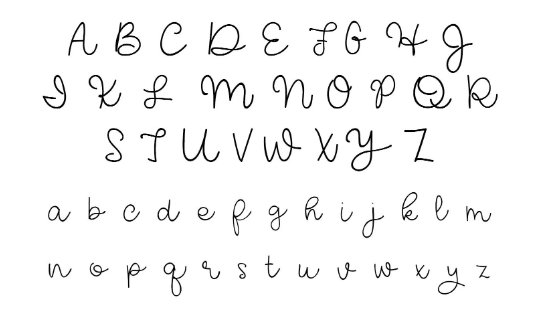 A B C D E F G H J
I K L M N O P Q R
S T U V W X Y Z
a b c d e f g h i j k l m
n o p q r s t u v w x y z